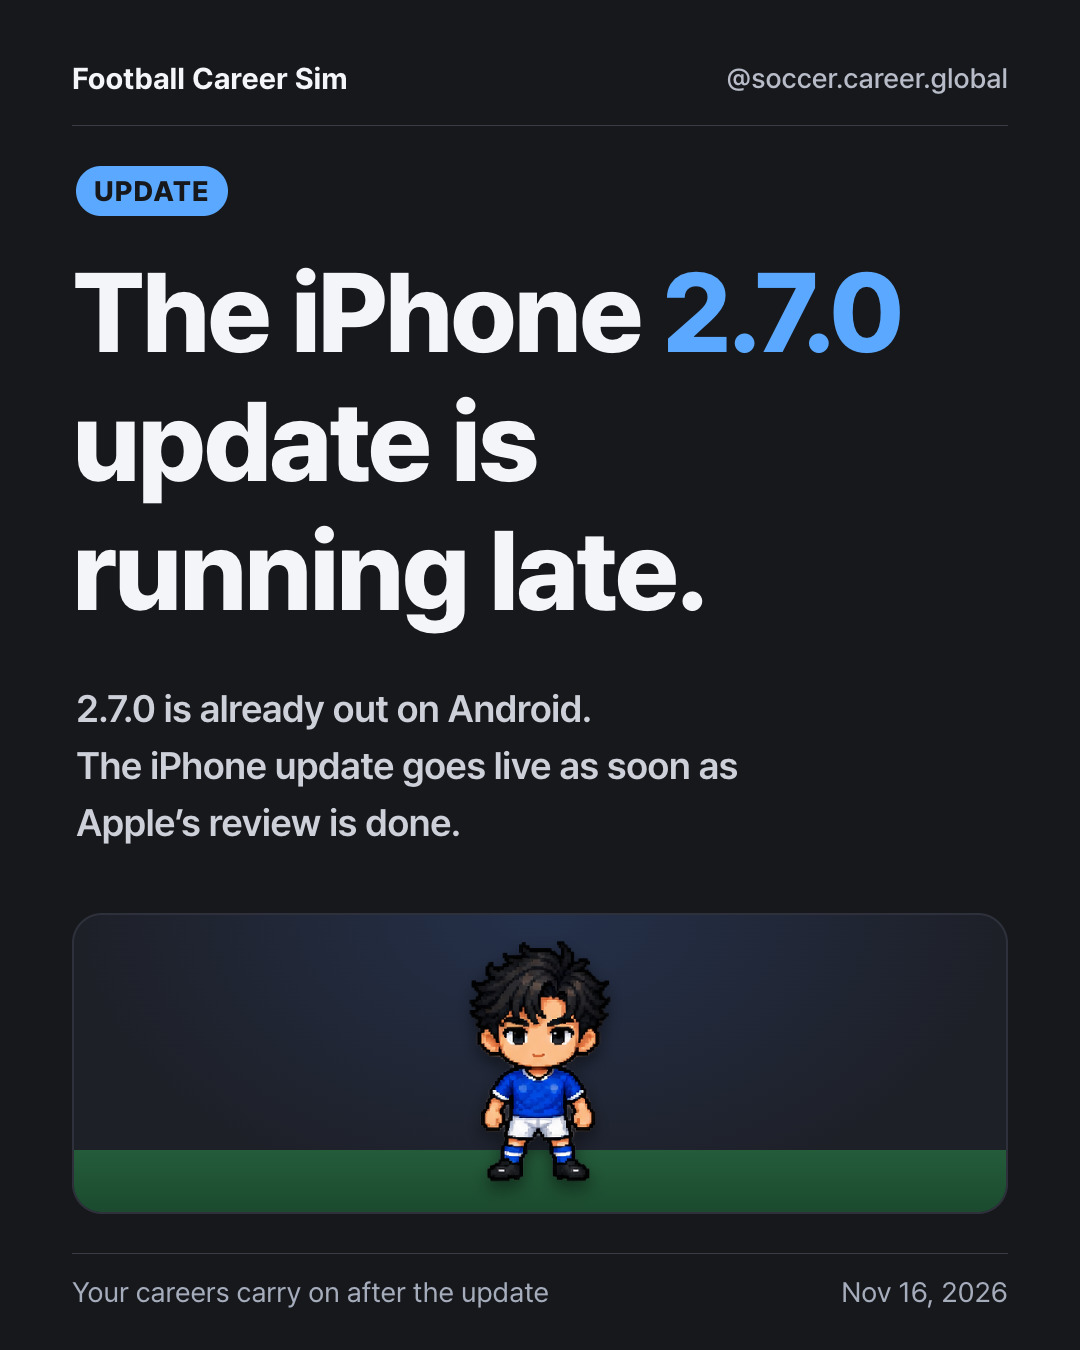 Football Career Sim
@soccer.career.global
UPDATE
The iPhone 2.7.0
update is
running late.
2.7.0 is already out on Android.
The iPhone update goes live as soon as
Apple’s review is done.
Your careers carry on after the update
Nov 16, 2026